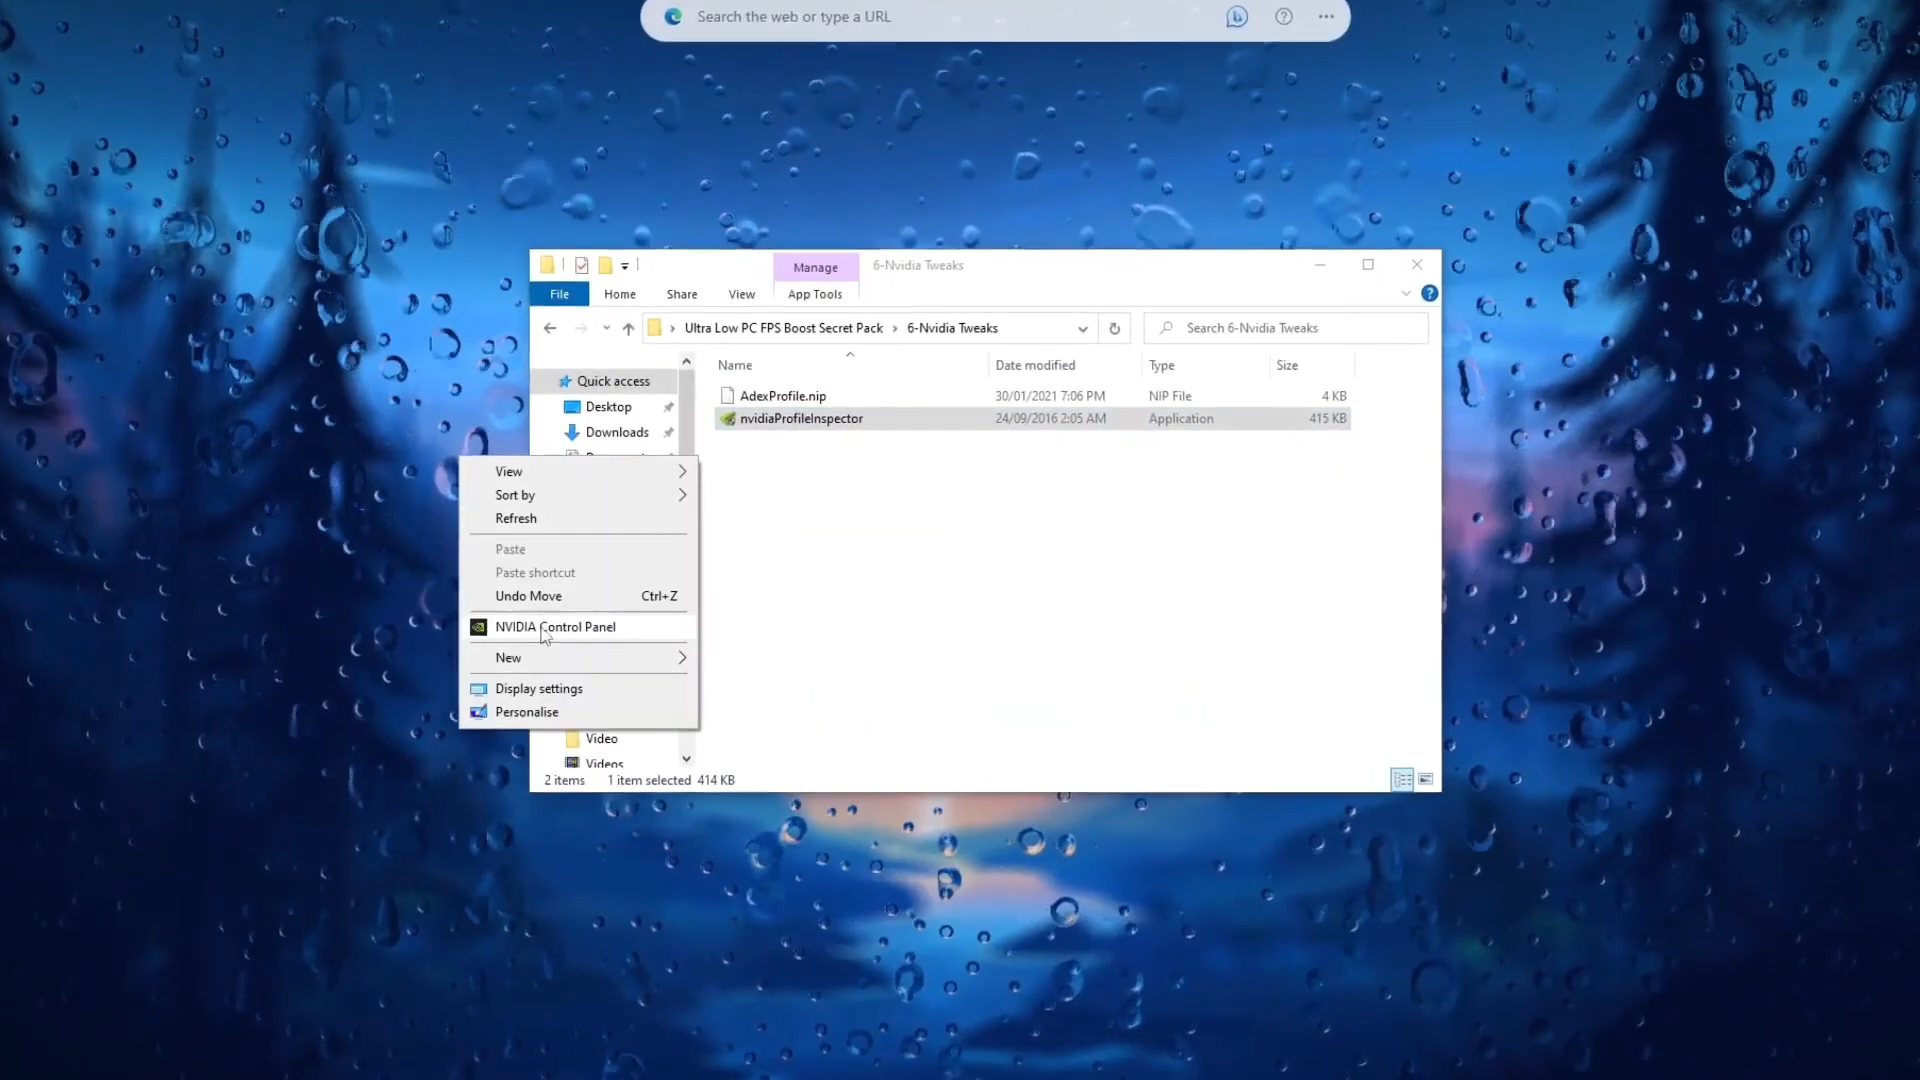 Search the web or type a URL
Manage
6-Nvidia Tweaks
File
Home
Share
View
App Tools
Ultra Low PC FPS Boost Secret Pack
6-Nvidia Tweaks
Search 6-Nvidia Tweaks
Name
Date modified
Type
Size
Quick access
AdexProfile.nip
30/01/2021 7:06 PM
NIP File
4 KB
Desktop
nvidiaProfileInspector
24/09/2016 2:05 AM
Application
415 KB
Downloads
View
Sort by
Refresh
Paste
Paste shortcut
Undo Move
Ctrl+Z
NVIDIA Control Panel
New
Display settings
Personalise
Video
Videos
2 items
1 item selected 414 KB